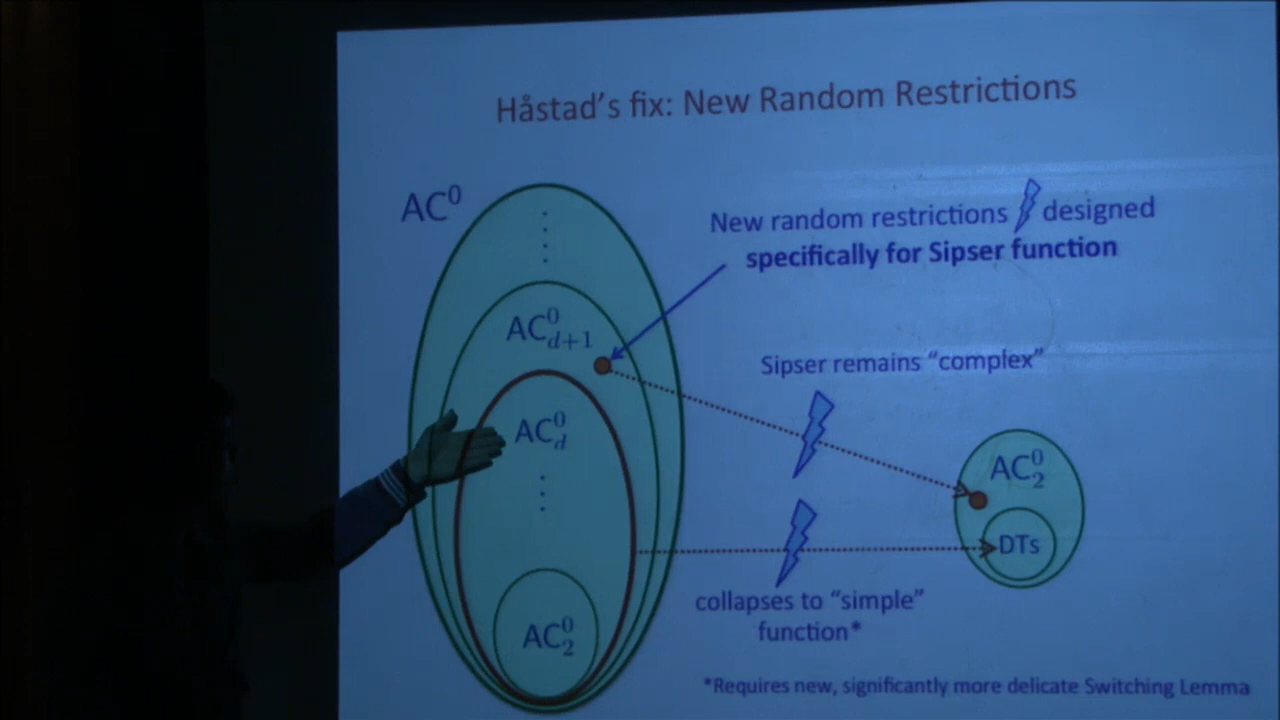 Håstad's fix: New Random Restrictions
AC⁰
New random restrictions designed
specifically for Sipser function
AC⁰_{d+1}
Sipser remains "complex"
AC⁰_d
AC⁰₂
DTs
collapses to "simple"
function*
AC⁰₂
*Requires new, significantly more delicate Switching Lemma